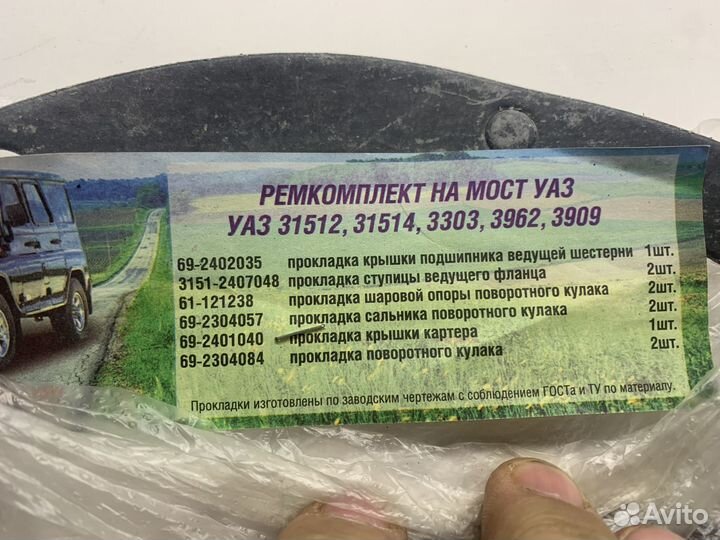 РЕМКОМПЛЕКТ НА МОСТ УАЗ
УАЗ 31512, 31514, 3303, 3962, 3909
69-2402035 прокладка крышки подшипника ведущей шестерни 1шт.
3151-2407048 прокладка ступицы ведущего фланца 2шт.
61-121238 прокладка шаровой опоры поворотного кулака 2шт.
69-2304057 прокладка сальника поворотного кулака 2шт.
69-2401040 прокладка крышки картера 1шт.
69-2304084 прокладка поворотного кулака 2шт.
Прокладки изготовлены по заводским чертежам с соблюдением ГОСТа и ТУ по материалу.
Avito